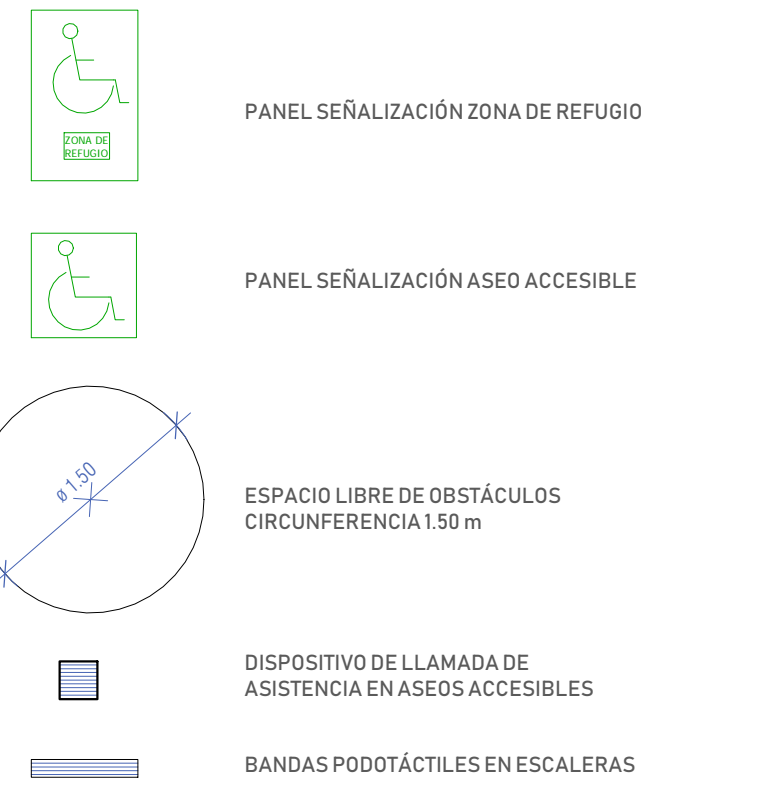 ZONA DE
REFUGIO
PANEL SEÑALIZACIÓN ZONA DE REFUGIO
PANEL SEÑALIZACIÓN ASEO ACCESIBLE
ø 1.50
ESPACIO LIBRE DE OBSTÁCULOS
CIRCUNFERENCIA 1.50 m
DISPOSITIVO DE LLAMADA DE
ASISTENCIA EN ASEOS ACCESIBLES
BANDAS PODOTÁCTILES EN ESCALERAS